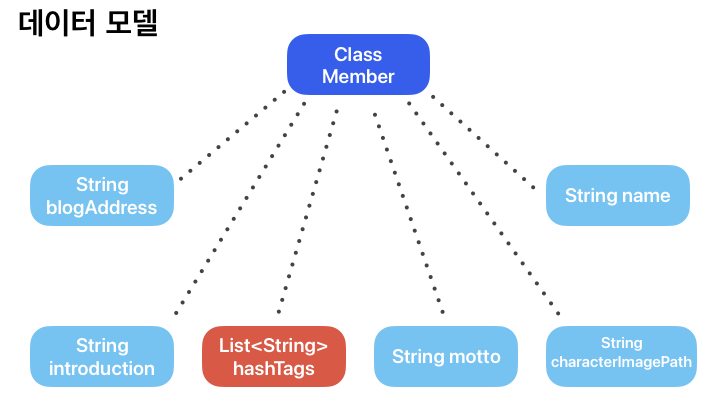 데이터 모델
Class
Member
String
blogAddress
String name
String
introduction
List<String>
hashTags
String motto
String
characterImagePath